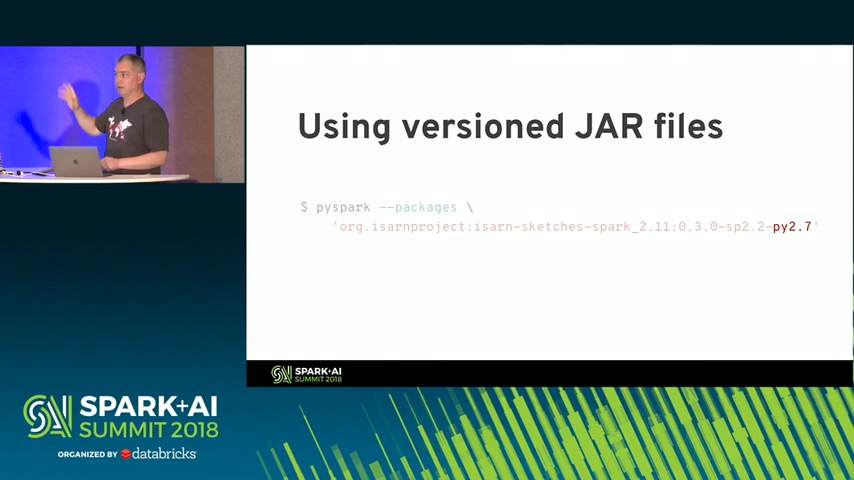 Using versioned JAR files
$ pyspark --packages \
'org.isarnproject:isarn-sketches-spark_2.11:0.3.0-sp2.2-py2.7'
SPARK+AI
SUMMIT 2018
SPARK+AI
SUMMIT 2018
ORGANIZED BY databricks